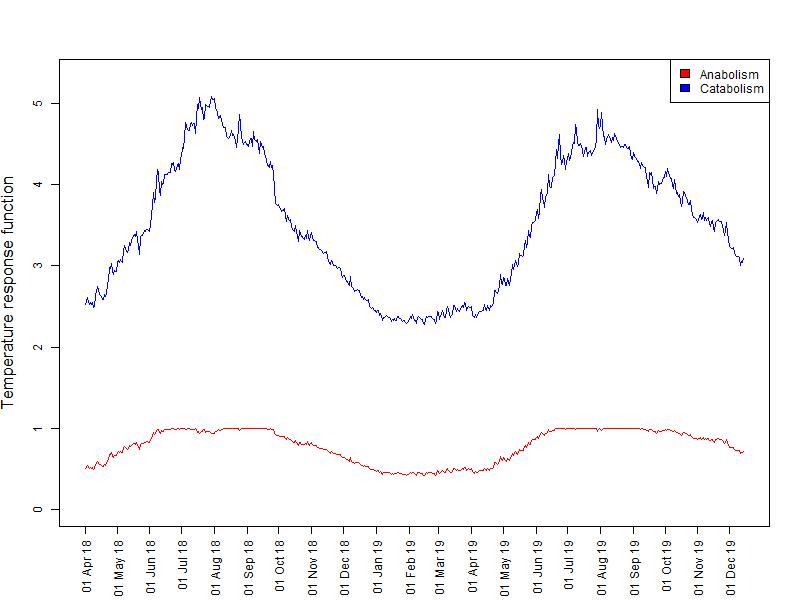 Anabolism
Catabolism
Temperature response function
5
4
3
2
1
0
01 Apr 18
01 May 18
01 Jun 18
01 Jul 18
01 Aug 18
01 Sep 18
01 Oct 18
01 Nov 18
01 Dec 18
01 Jan 19
01 Feb 19
01 Mar 19
01 Apr 19
01 May 19
01 Jun 19
01 Jul 19
01 Aug 19
01 Sep 19
01 Oct 19
01 Nov 19
01 Dec 19